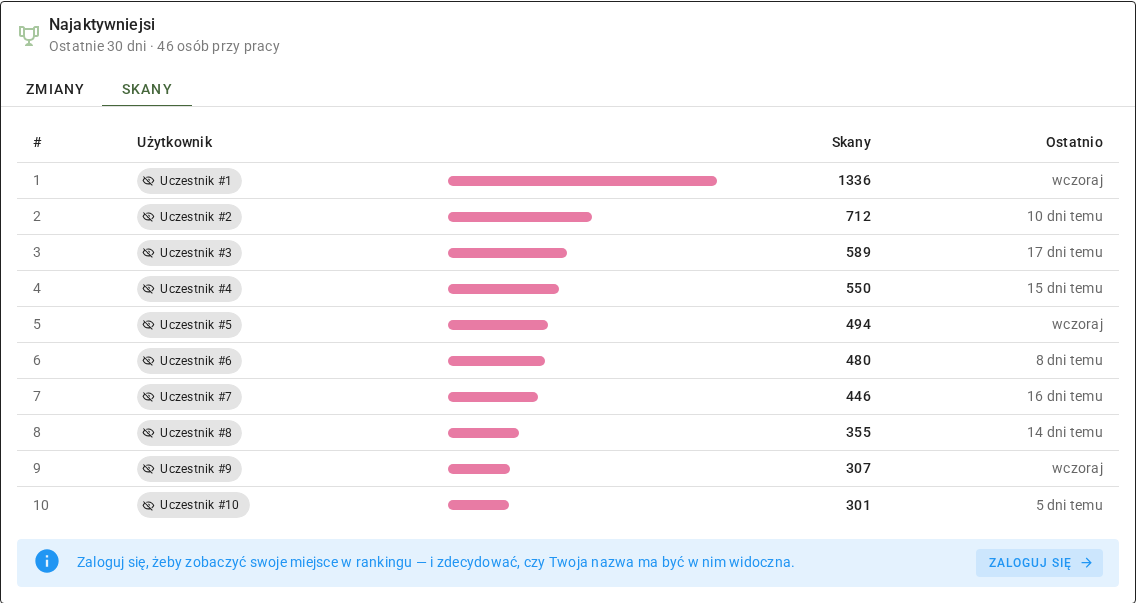 Najaktywniejsi
Ostatnie 30 dni · 46 osób przy pracy
ZMIANY SKANY
# Użytkownik Skany Ostatnio
1 Uczestnik #1 1336 wczoraj
2 Uczestnik #2 712 10 dni temu
3 Uczestnik #3 589 17 dni temu
4 Uczestnik #4 550 15 dni temu
5 Uczestnik #5 494 wczoraj
6 Uczestnik #6 480 8 dni temu
7 Uczestnik #7 446 16 dni temu
8 Uczestnik #8 355 14 dni temu
9 Uczestnik #9 307 wczoraj
10 Uczestnik #10 301 5 dni temu
Zaloguj się, żeby zobaczyć swoje miejsce w rankingu — i zdecydować, czy Twoja nazwa ma być w nim widoczna. ZALOGUJ SIĘ →